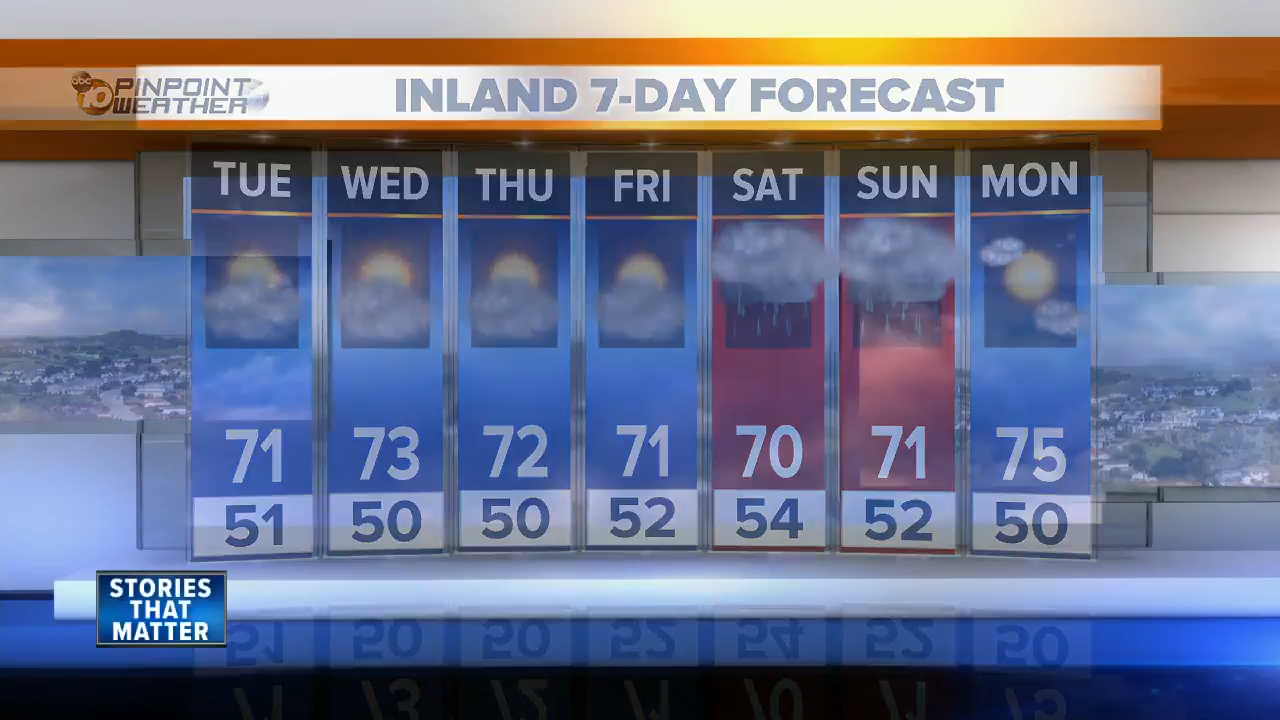 abc 10 PINPOINT WEATHER
INLAND 7-DAY FORECAST
TUE WED THU FRI SAT SUN MON
71 73 72 71 70 71 75
51 50 50 52 54 52 50
STORIES
THAT
MATTER